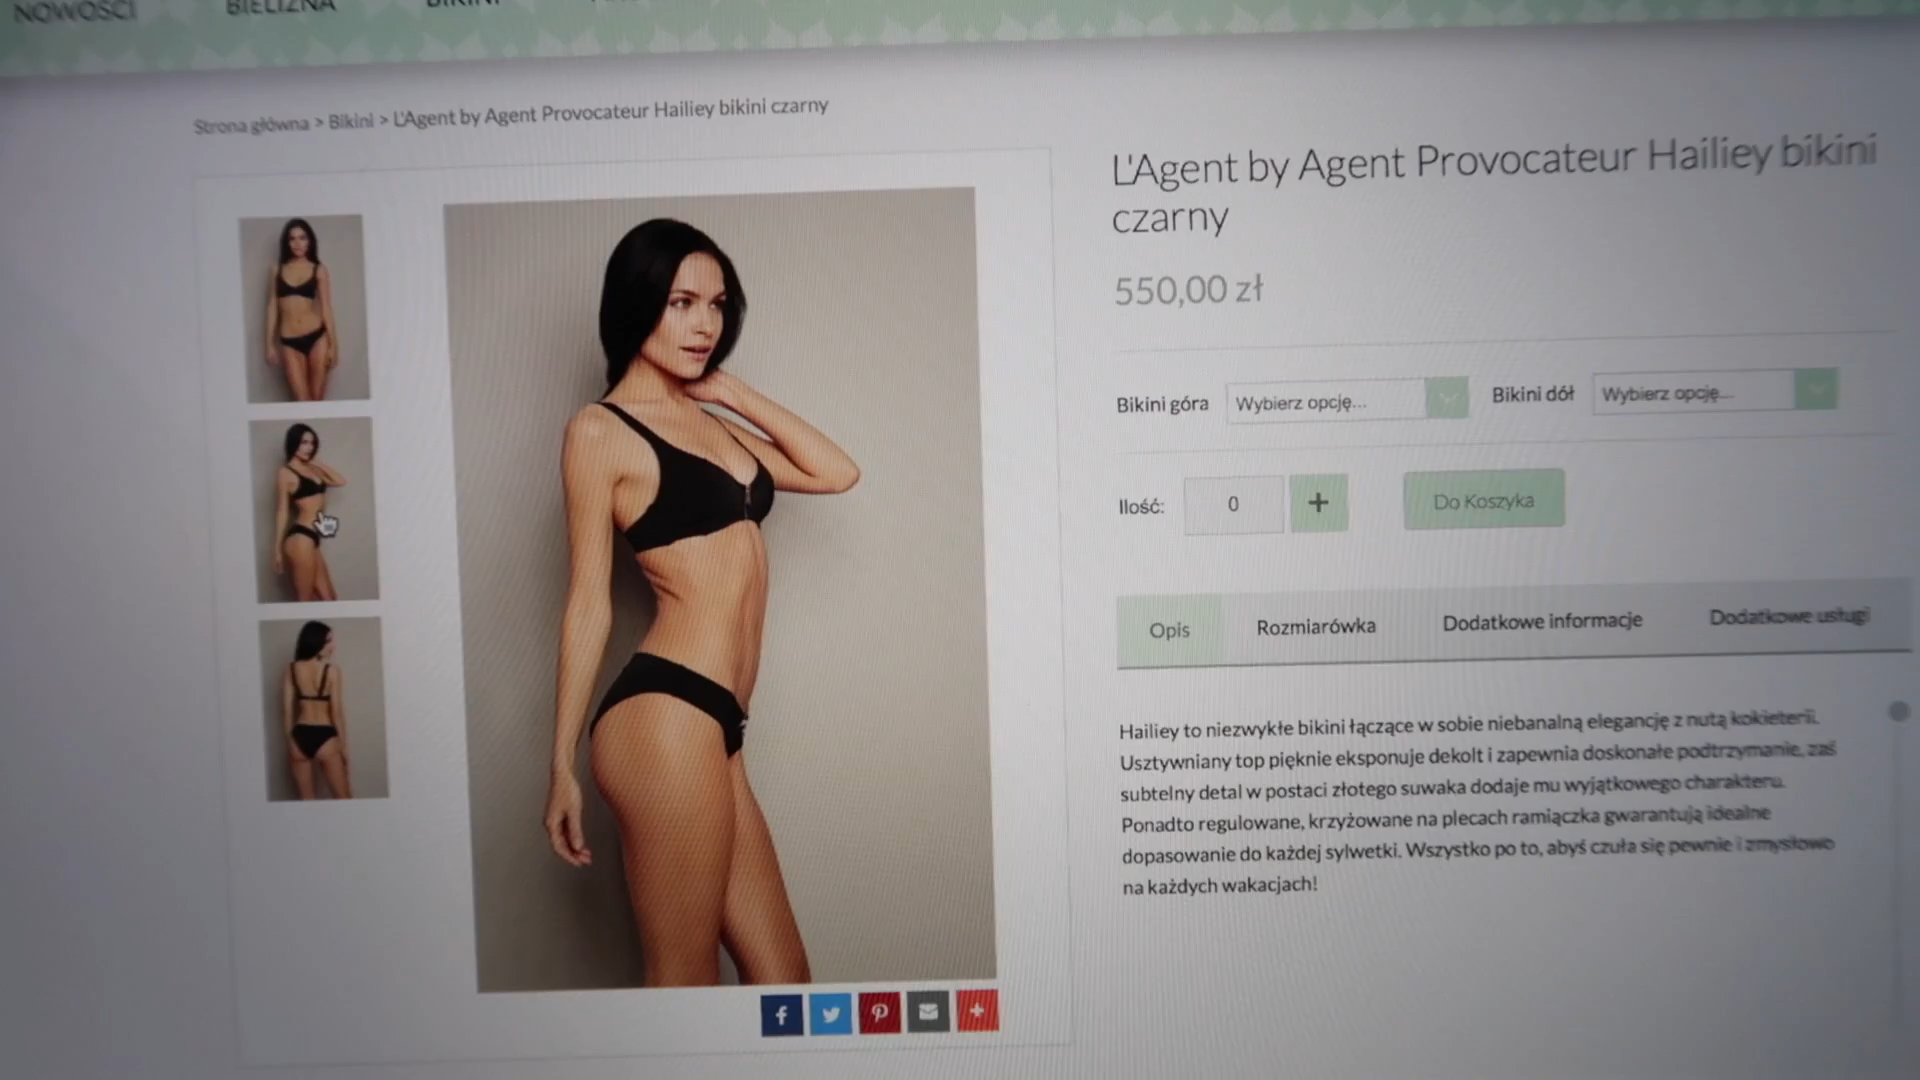 NOWOŚCI
BIELIZNA
BIKINI
Strona główna > Bikini > L'Agent by Agent Provocateur Hailiey bikini czarny
L'Agent by Agent Provocateur Hailiey bikini
czarny
550,00 zł
Bikini góra Wybierz opcję... Bikini dół Wybierz opcję...
Ilość: 0 + Do Koszyka
Opis Rozmiarówka Dodatkowe informacje Dodatkowe usługi
Hailiey to niezwykłe bikini łączące w sobie niebanalną elegancję z nutą kokieterii.
Usztywniany top pięknie eksponuje dekolt i zapewnia doskonałe podtrzymanie, zaś
subtelny detal w postaci złotego suwaka dodaje mu wyjątkowego charakteru.
Ponadto regulowane, krzyżowane na plecach ramiączka gwarantują idealne
dopasowanie do każdej sylwetki. Wszystko po to, abyś czuła się pewnie i zmysłowo
na każdych wakacjach!